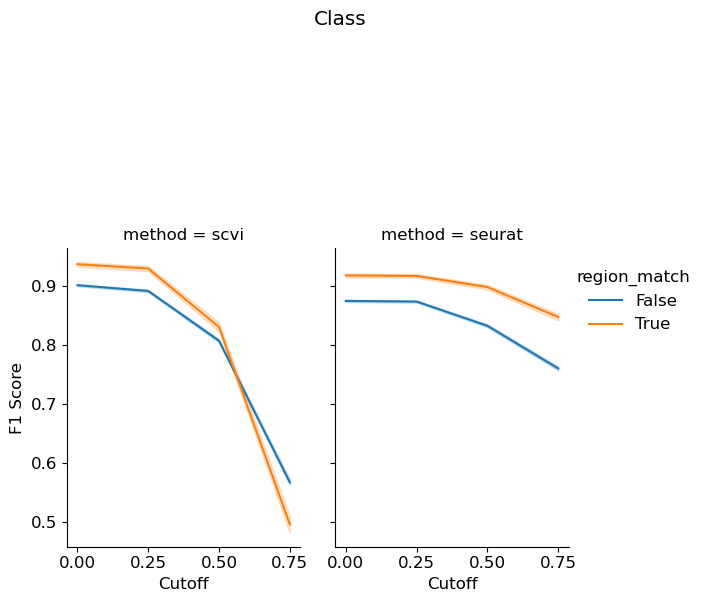 Class
method = scvi
method = seurat
F1 Score
0.9
0.8
0.7
0.6
0.5
0.00 0.25 0.50 0.75
Cutoff
0.00 0.25 0.50 0.75
Cutoff
region_match
False
True